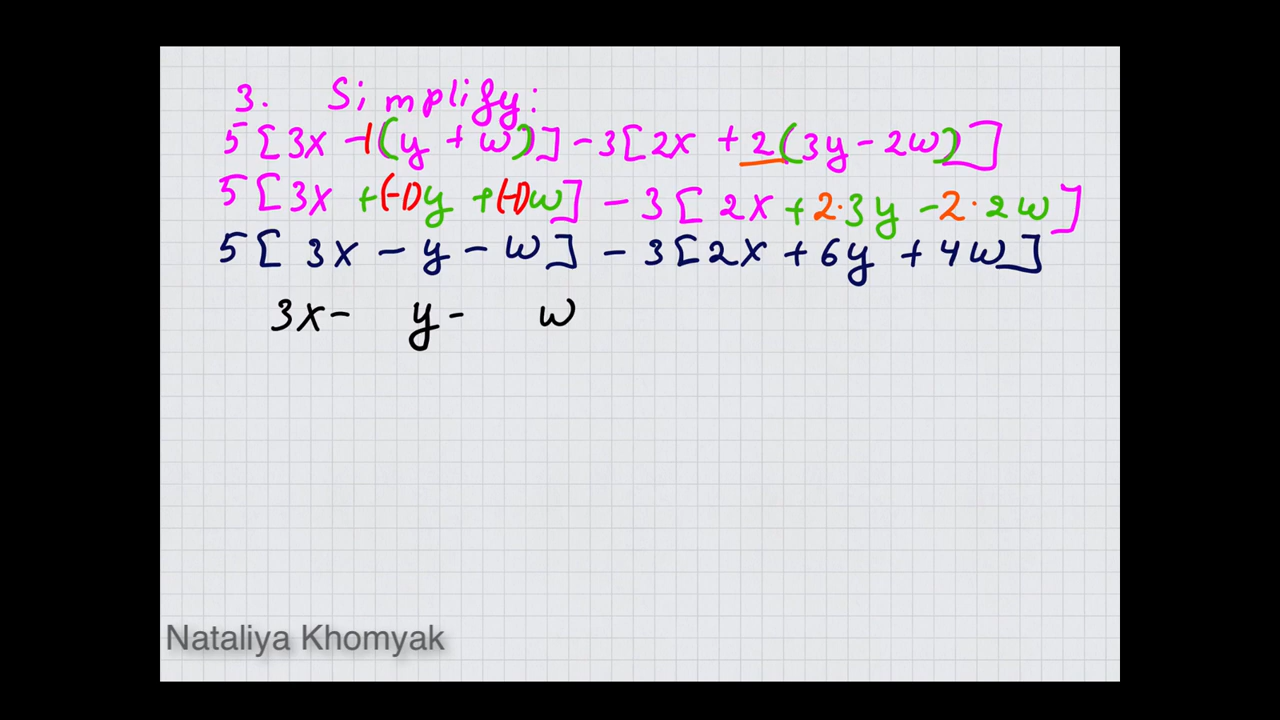 3. Simplify:
5[3x -1(y + w)] - 3[2x + 2(3y - 2w)]
5[3x +(-1)y +(-1)w] - 3[2x + 2·3y - 2·2w]
5[3x - y - w] - 3[2x + 6y + 4w]
3x - y - w
Nataliya Khomyak